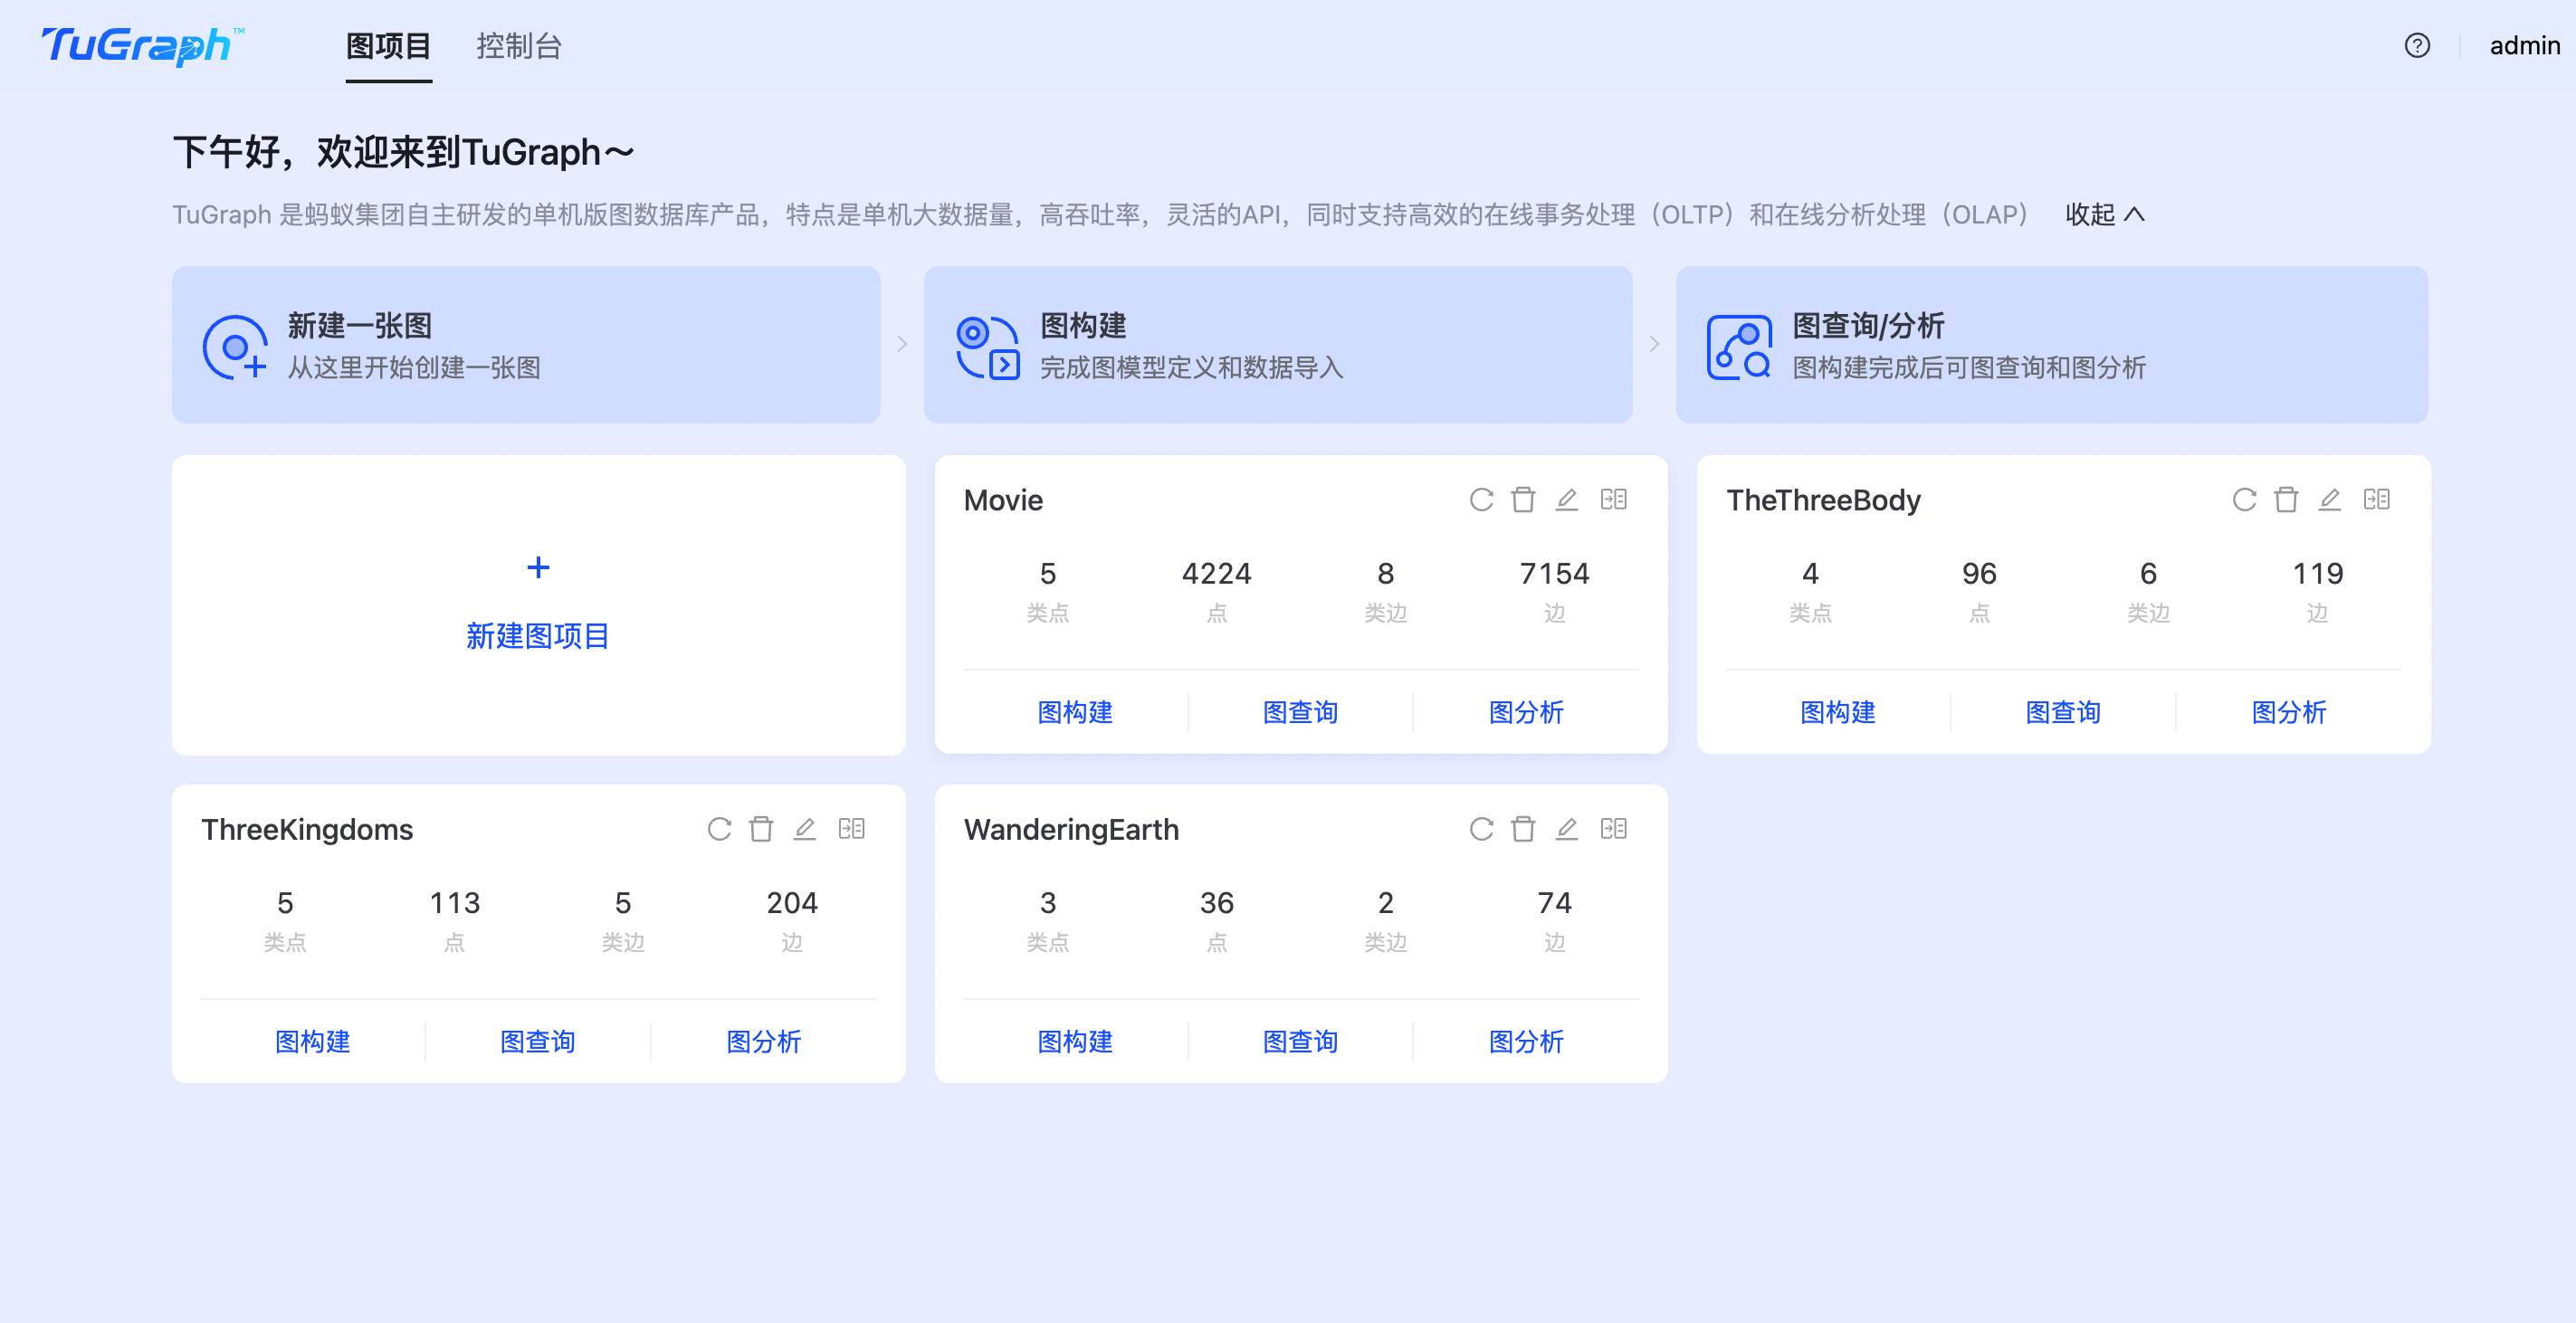 TuGraph™
图项目
控制台
admin
下午好，欢迎来到TuGraph～
TuGraph 是蚂蚁集团自主研发的单机版图数据库产品，特点是单机大数据量，高吞吐率，灵活的API，同时支持高效的在线事务处理（OLTP）和在线分析处理（OLAP） 收起
新建一张图
从这里开始创建一张图
图构建
完成图模型定义和数据导入
图查询/分析
图构建完成后可图查询和图分析
+
新建图项目
Movie
5 4224 8 7154
类点 点 类边 边
图构建 图查询 图分析
TheThreeBody
4 96 6 119
类点 点 类边 边
图构建 图查询 图分析
ThreeKingdoms
5 113 5 204
类点 点 类边 边
图构建 图查询 图分析
WanderingEarth
3 36 2 74
类点 点 类边 边
图构建 图查询 图分析